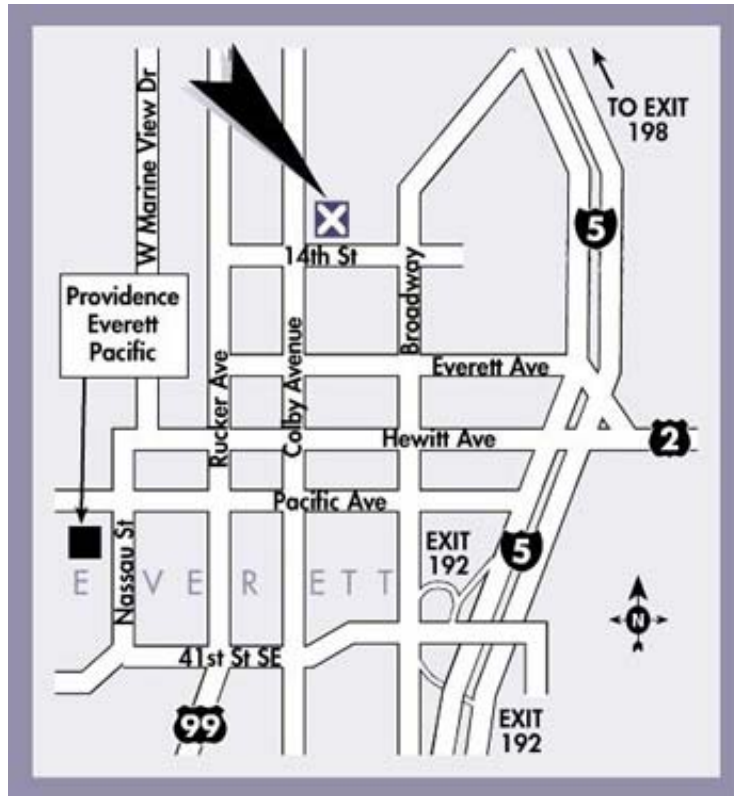 W Marine View Dr
TO EXIT
198
X
5
14th St
Providence
Everett
Pacific
Broadway
Rucker Ave
Colby Avenue
Everett Ave
Hewitt Ave
2
Pacific Ave
Nassau St
EXIT
192
5
EVERETT
N
41st St SE
99
EXIT
192